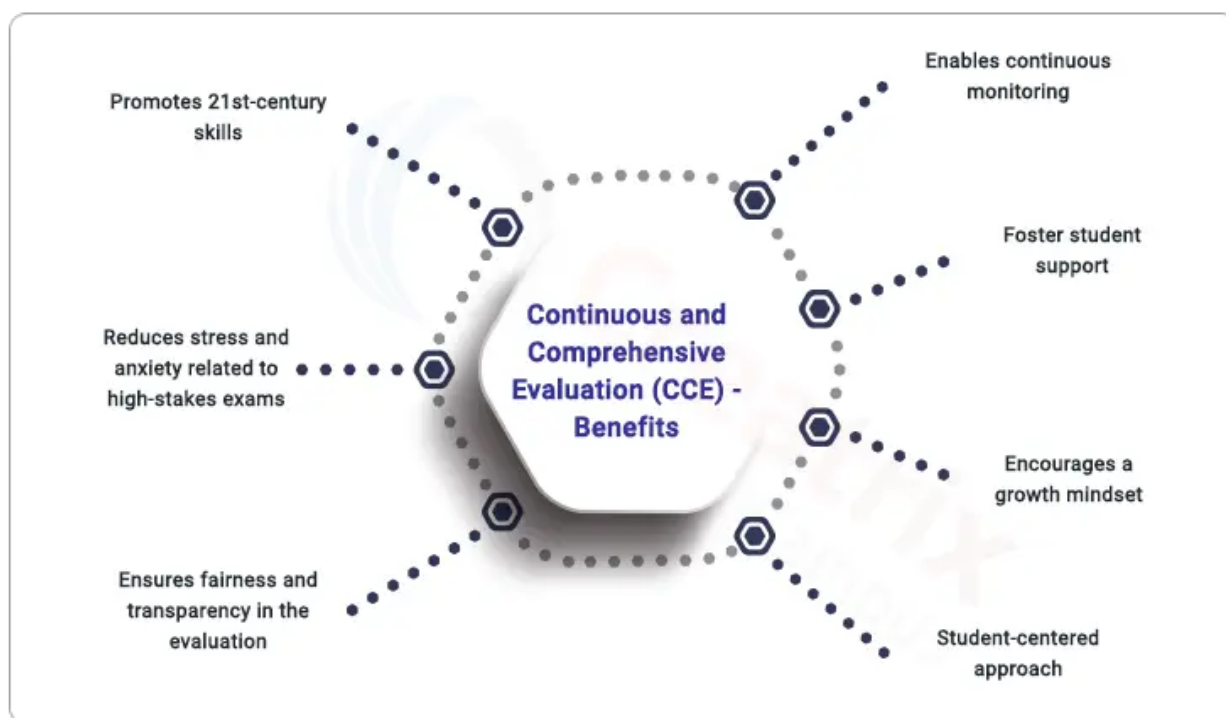 Promotes 21st-century
skills
Enables continuous
monitoring
Foster student
support
Reduces stress and
anxiety related to
high-stakes exams
Continuous and
Comprehensive
Evaluation (CCE) -
Benefits
Encourages a
growth mindset
Ensures fairness and
transparency in the
evaluation
Student-centered
approach